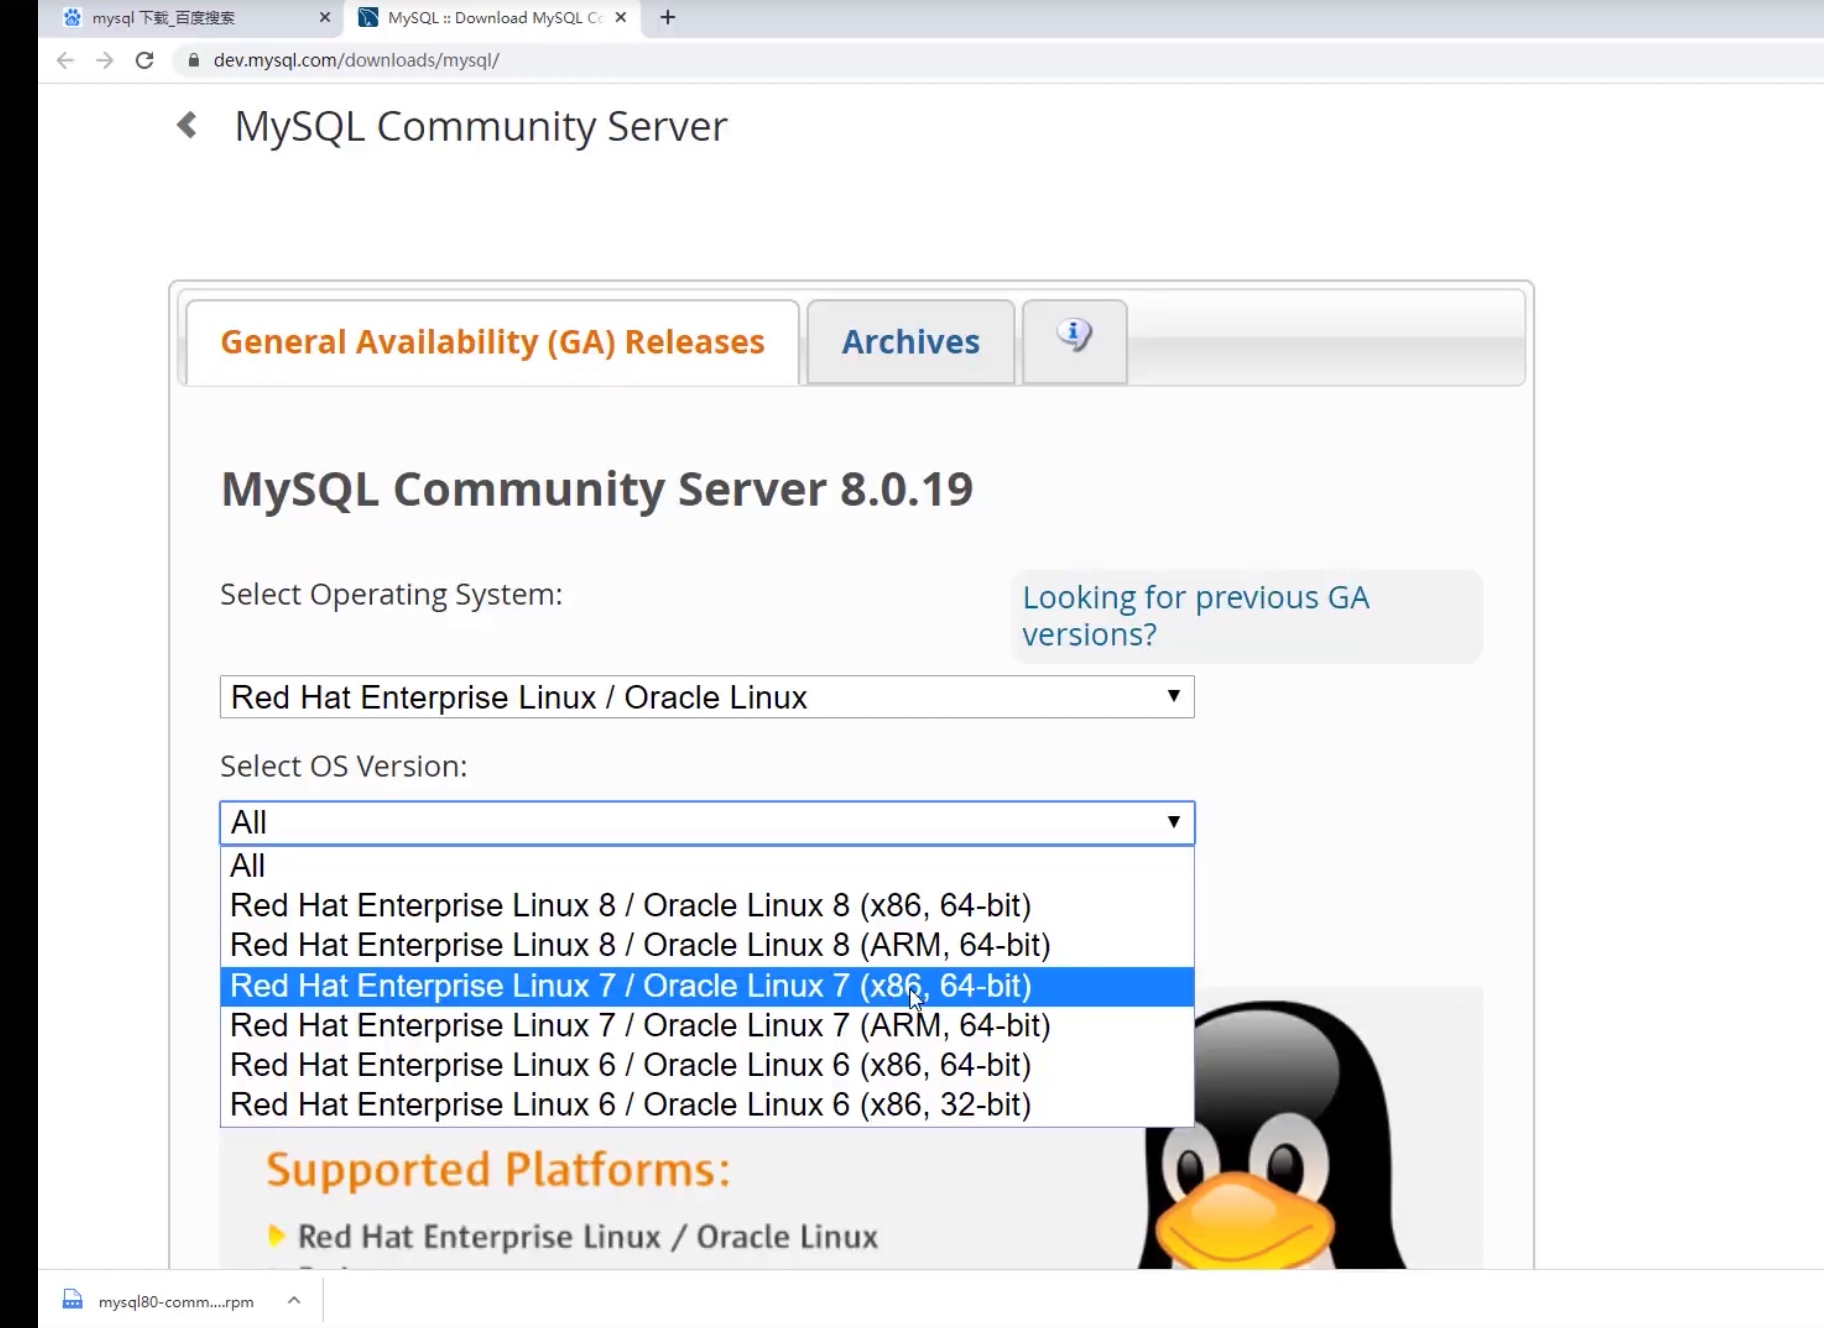 mysql 下载_百度搜索
MySQL :: Download MySQL Co
dev.mysql.com/downloads/mysql/
MySQL Community Server
General Availability (GA) Releases
Archives
MySQL Community Server 8.0.19
Select Operating System:
Looking for previous GA
versions?
Red Hat Enterprise Linux / Oracle Linux
Select OS Version:
All
All
Red Hat Enterprise Linux 8 / Oracle Linux 8 (x86, 64-bit)
Red Hat Enterprise Linux 8 / Oracle Linux 8 (ARM, 64-bit)
Red Hat Enterprise Linux 7 / Oracle Linux 7 (x86, 64-bit)
Red Hat Enterprise Linux 7 / Oracle Linux 7 (ARM, 64-bit)
Red Hat Enterprise Linux 6 / Oracle Linux 6 (x86, 64-bit)
Red Hat Enterprise Linux 6 / Oracle Linux 6 (x86, 32-bit)
Supported Platforms:
Red Hat Enterprise Linux / Oracle Linux
mysql80-comm....rpm